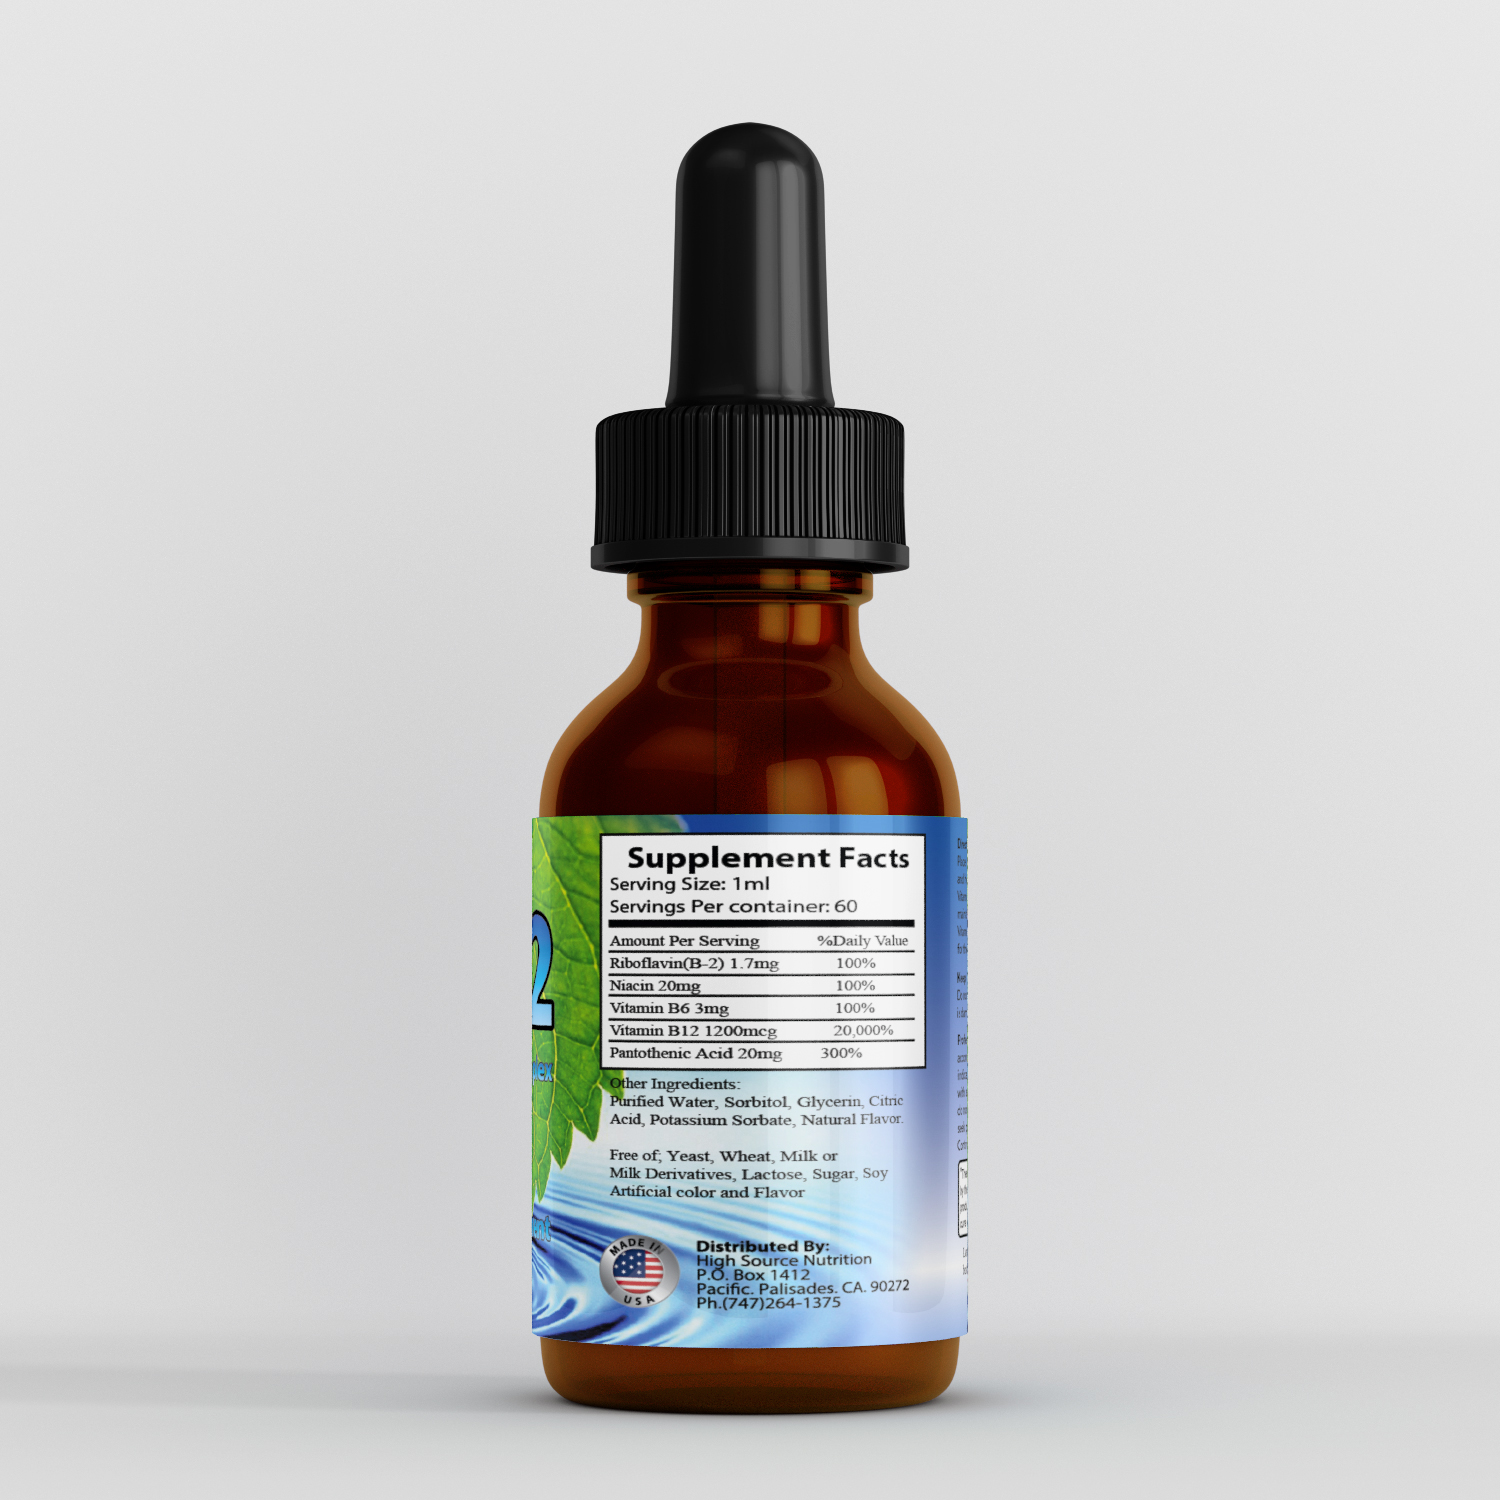 2
plex
Supplement Facts
Serving Size: 1ml
Servings Per container: 60
Amount Per Serving %Daily Value
Riboflavin(B-2) 1.7mg 100%
Niacin 20mg 100%
Vitamin B6 3mg 100%
Vitamin B12 1200mcg 20,000%
Pantothenic Acid 20mg 300%
Other Ingredients:
Purified Water, Sorbitol, Glycerin, Citric
Acid, Potassium Sorbate, Natural Flavor.
Free of; Yeast, Wheat, Milk or
Milk Derivatives, Lactose, Sugar, Soy
Artificial color and Flavor
MADE IN
USA
Distributed By:
High Source Nutrition
P.O. Box 1412
Pacific. Palisades. CA. 90272
Ph.(747)264-1375